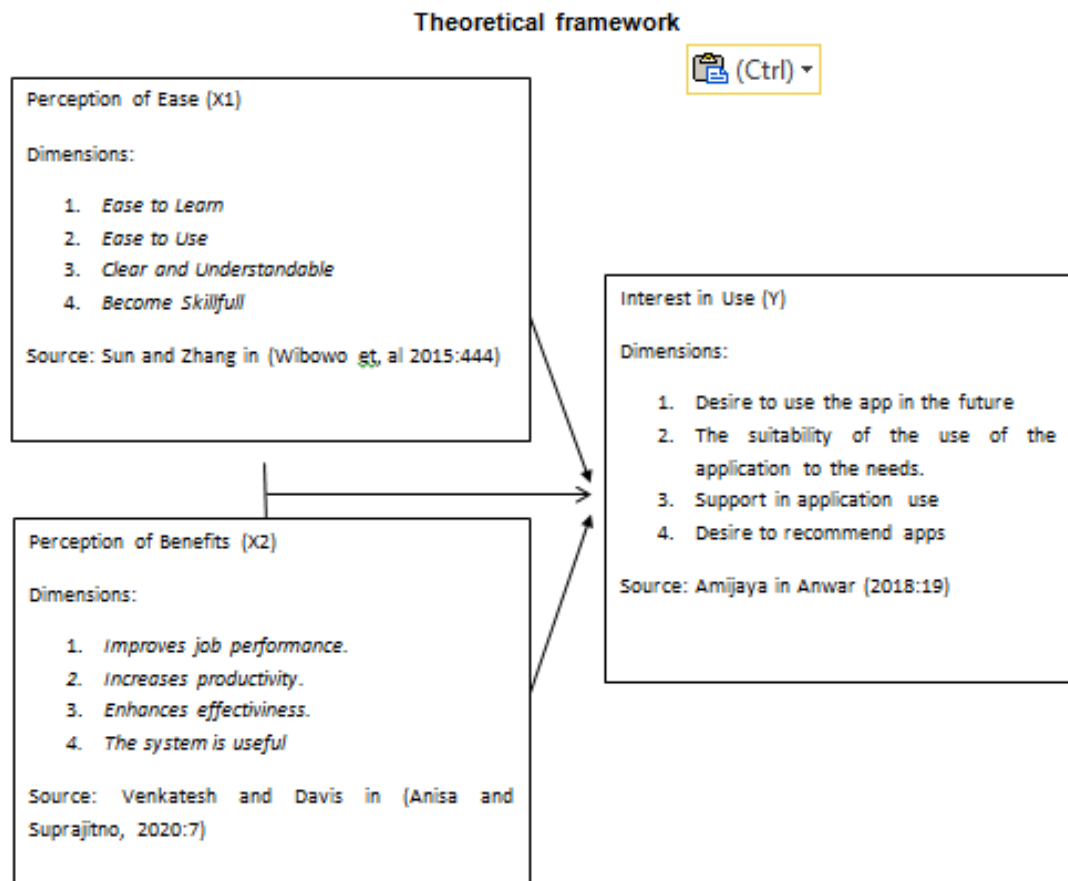 Theoretical framework
(Ctrl)
Perception of Ease (X1)
Dimensions:
1. Ease to Learn
2. Ease to Use
3. Clear and Understandable
4. Become Skillfull
Source: Sun and Zhang in (Wibowo et, al 2015:444)
Interest in Use (Y)
Dimensions:
1. Desire to use the app in the future
2. The suitability of the use of the
application to the needs.
3. Support in application use
4. Desire to recommend apps
Source: Amijaya in Anwar (2018:19)
Perception of Benefits (X2)
Dimensions:
1. Improves job performance.
2. Increases productivity.
3. Enhances effectiviness.
4. The system is useful
Source: Venkatesh and Davis in (Anisa and
Suprajitno, 2020:7)